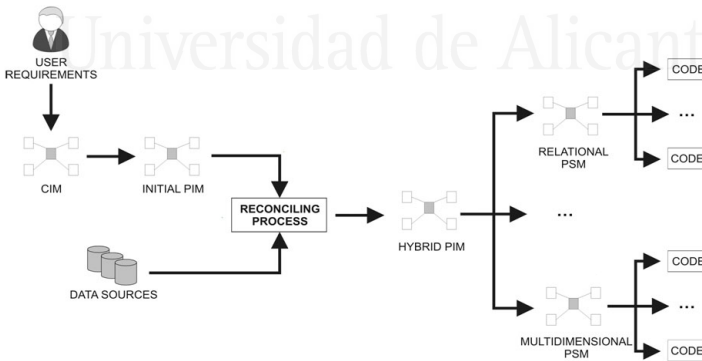 Universidad de Alicant
USER
REQUIREMENTS
CIM
INITIAL PIM
DATA SOURCES
RECONCILING
PROCESS
HYBRID PIM
...
RELATIONAL
PSM
MULTIDIMENSIONAL
PSM
CODE
...
CODE
CODE
...
CODE